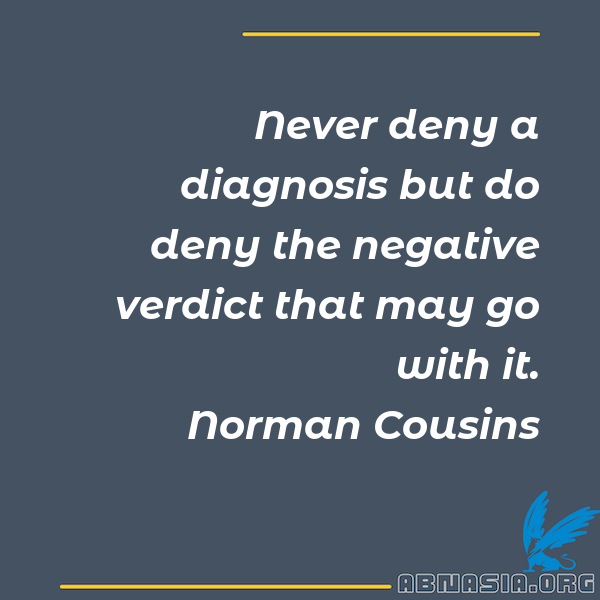 Never deny a
diagnosis but do
deny the negative
verdict that may go
with it.
Norman Cousins
ABNASIA.ORG